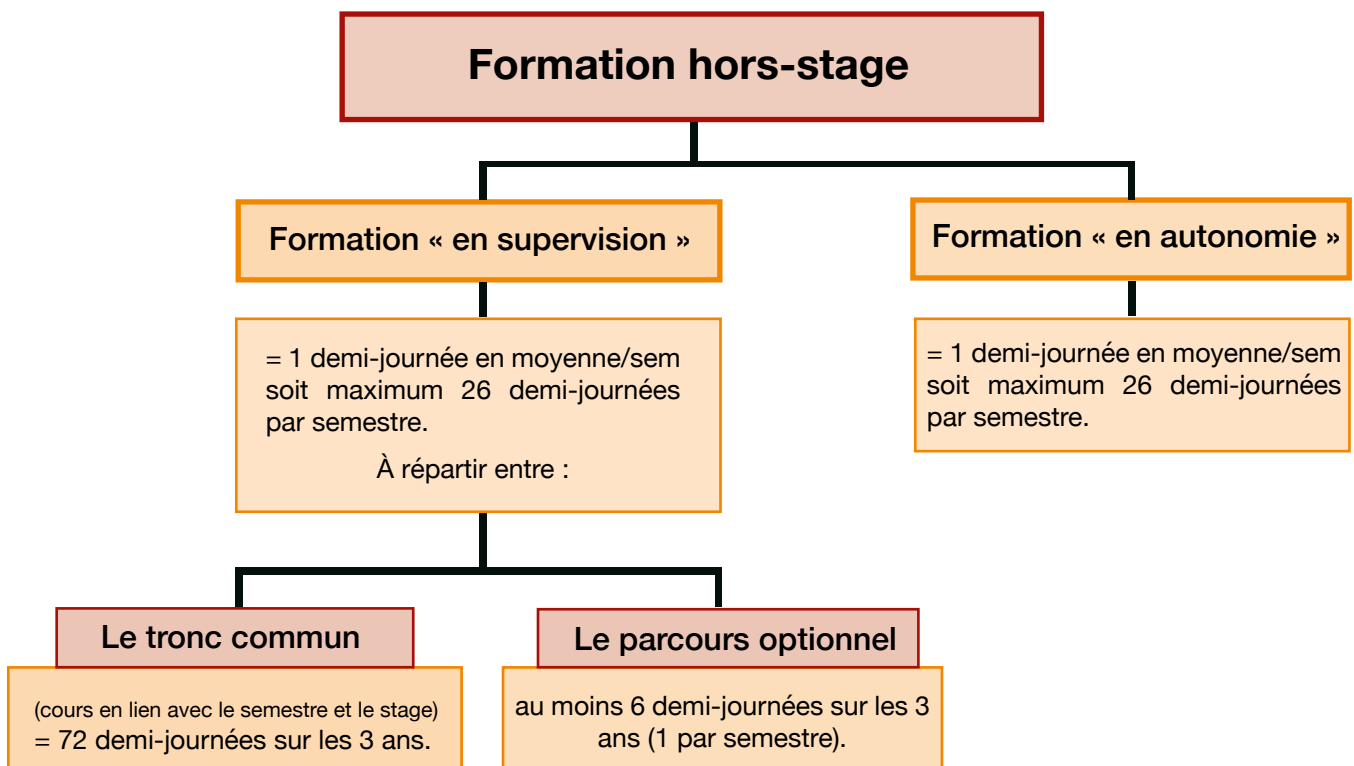 Formation hors-stage
Formation « en supervision »
Formation « en autonomie »
= 1 demi-journée en moyenne/sem
soit maximum 26 demi-journées
par semestre.
À répartir entre :
= 1 demi-journée en moyenne/sem
soit maximum 26 demi-journées
par semestre.
Le tronc commun
(cours en lien avec le semestre et le stage)
= 72 demi-journées sur les 3 ans.
Le parcours optionnel
au moins 6 demi-journées sur les 3
ans (1 par semestre).